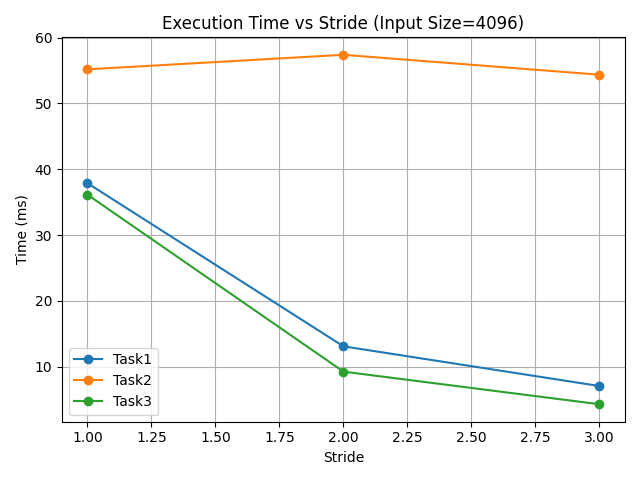 Execution Time vs Stride (Input Size=4096)
60
50
40
30
20
10
Time (ms)
Task1
Task2
Task3
1.00 1.25 1.50 1.75 2.00 2.25 2.50 2.75 3.00
Stride